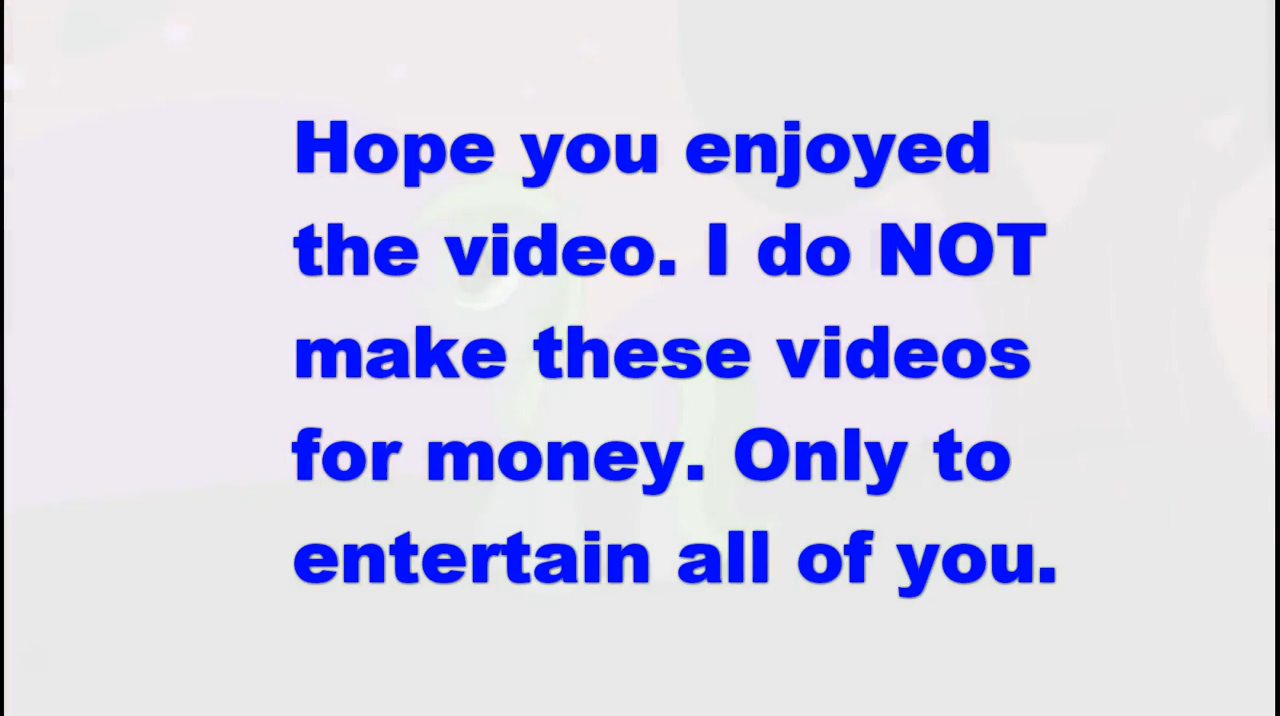 Hope you enjoyed
the video. I do NOT
make these videos
for money. Only to
entertain all of you.